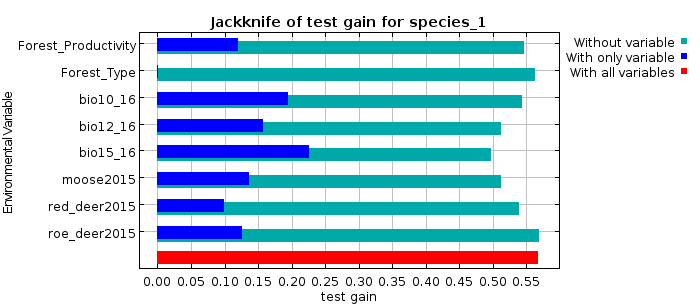 Jackknife of test gain for species_1
Environmental Variable
Forest_Productivity
Forest_Type
bio10_16
bio12_16
bio15_16
moose2015
red_deer2015
roe_deer2015
0.00 0.05 0.10 0.15 0.20 0.25 0.30 0.35 0.40 0.45 0.50 0.55
test gain
Without variable
With only variable
With all variables